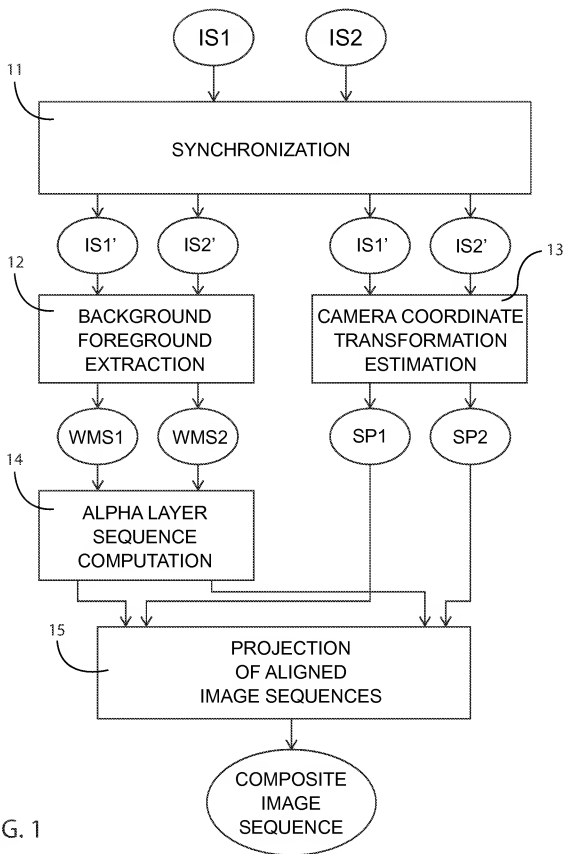 IS1
IS2
11
SYNCHRONIZATION
IS1’
IS2’
IS1’
IS2’
12
13
BACKGROUND
FOREGROUND
EXTRACTION
CAMERA COORDINATE
TRANSFORMATION
ESTIMATION
WMS1
WMS2
SP1
SP2
14
ALPHA LAYER
SEQUENCE
COMPUTATION
15
PROJECTION
OF ALIGNED
IMAGE SEQUENCES
COMPOSITE
IMAGE
SEQUENCE
G. 1